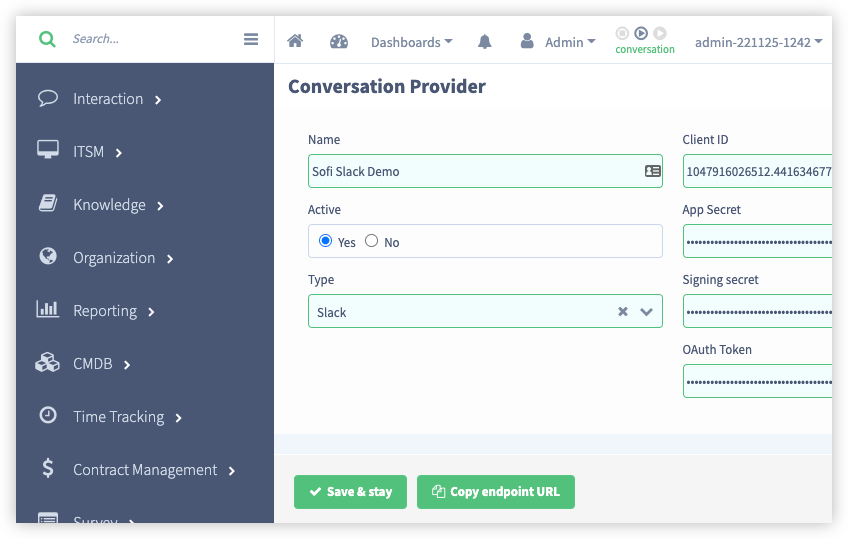 Search...
Dashboards
Admin
conversation
admin-221125-1242
Interaction
ITSM
Knowledge
Organization
Reporting
CMDB
Time Tracking
Contract Management
Survey
Conversation Provider
Name
Sofi Slack Demo
Active
Yes No
Type
Slack
Client ID
1047916026512.441634677
App Secret
Signing secret
OAuth Token
Save & stay
Copy endpoint URL